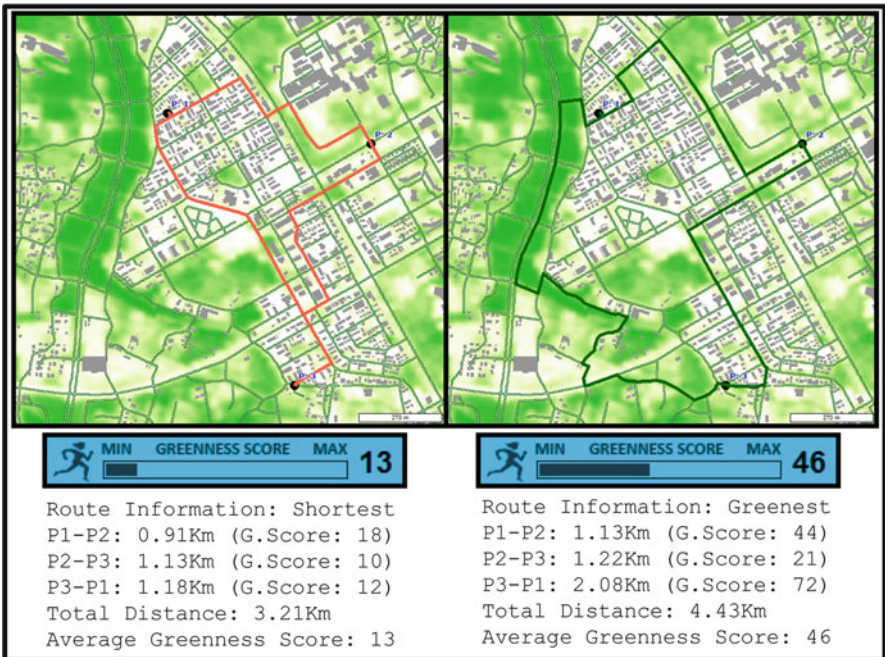 P: 1
P: 2
P: 3
270 m
P: 1
P: 2
P: 3
270 m
MIN GREENNESS SCORE MAX 13
Route Information: Shortest
P1-P2: 0.91Km (G.Score: 18)
P2-P3: 1.13Km (G.Score: 10)
P3-P1: 1.18Km (G.Score: 12)
Total Distance: 3.21Km
Average Greenness Score: 13
MIN GREENNESS SCORE MAX 46
Route Information: Greenest
P1-P2: 1.13Km (G.Score: 44)
P2-P3: 1.22Km (G.Score: 21)
P3-P1: 2.08Km (G.Score: 72)
Total Distance: 4.43Km
Average Greenness Score: 46